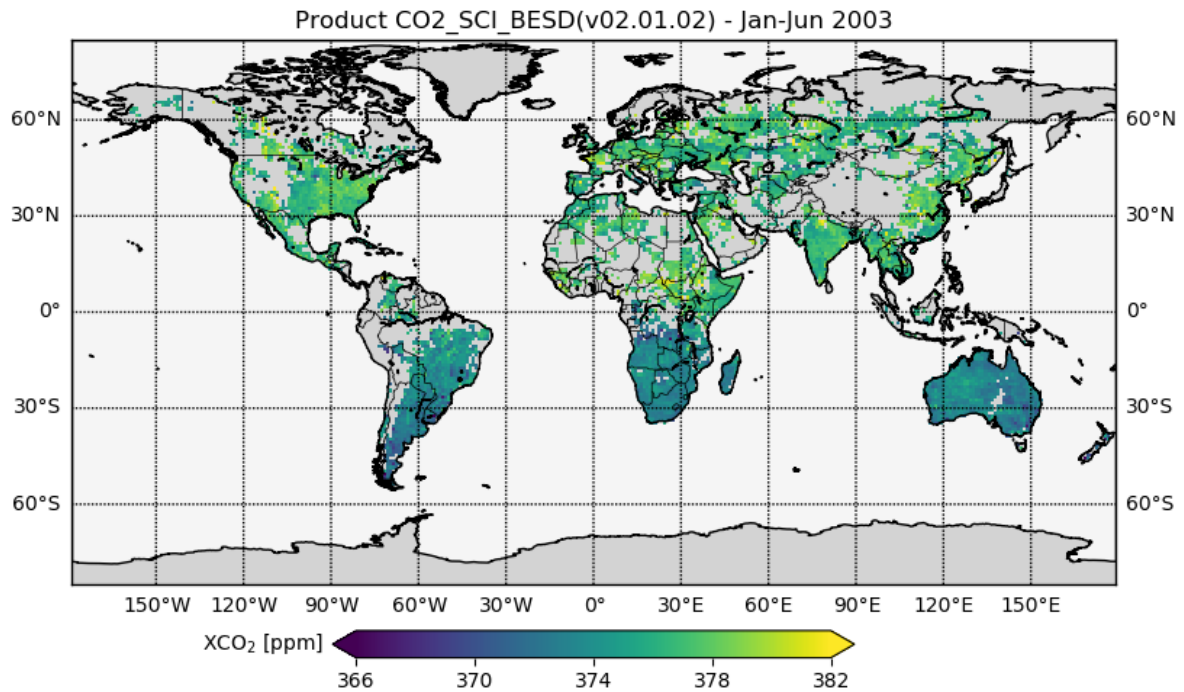 Product CO2_SCI_BESD(v02.01.02) - Jan-Jun 2003
60°N 60°N
30°N 30°N
0° 0°
30°S 30°S
60°S 60°S
150°W 120°W 90°W 60°W 30°W 0° 30°E 60°E 90°E 120°E 150°E
XCO₂ [ppm]
366 370 374 378 382